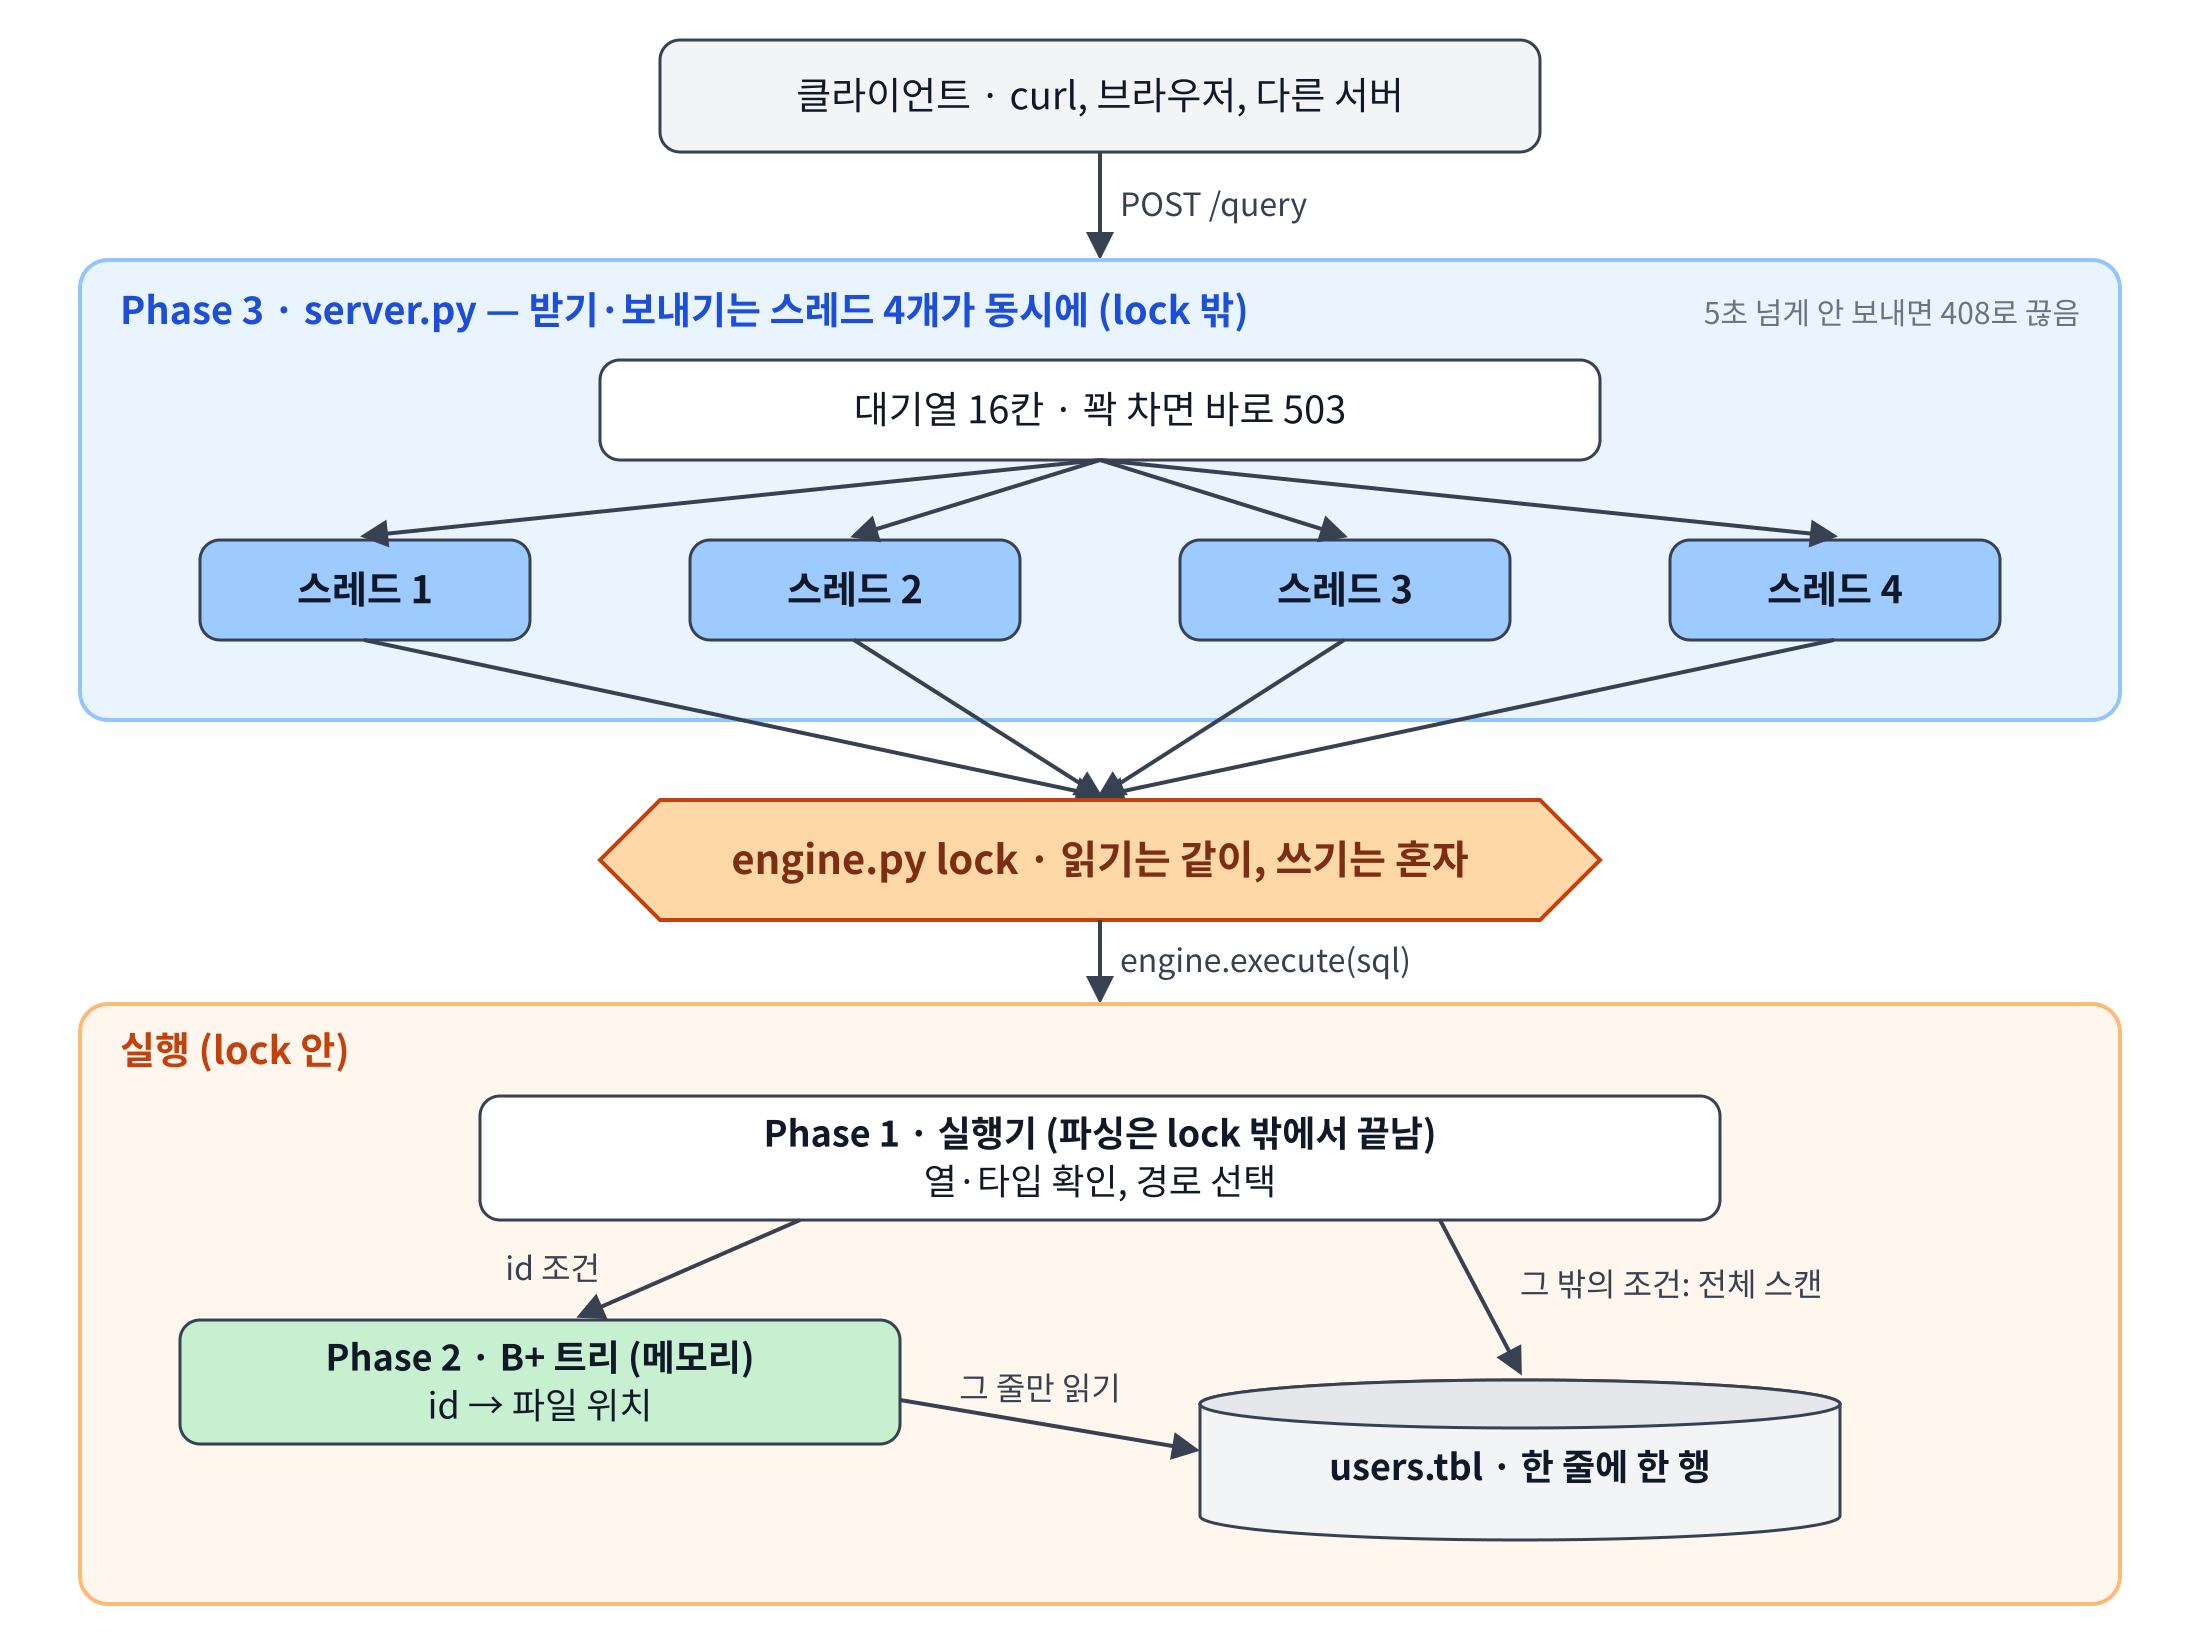 클라이언트 · curl, 브라우저, 다른 서버
POST /query
Phase 3 · server.py — 받기·보내기는 스레드 4개가 동시에 (lock 밖)
5초 넘게 안 보내면 408로 끊음
대기열 16칸 · 꽉 차면 바로 503
스레드 1
스레드 2
스레드 3
스레드 4
engine.py lock · 읽기는 같이, 쓰기는 혼자
engine.execute(sql)
실행 (lock 안)
Phase 1 · 실행기 (파싱은 lock 밖에서 끝남)
열·타입 확인, 경로 선택
id 조건
그 밖의 조건: 전체 스캔
Phase 2 · B+ 트리 (메모리)
id → 파일 위치
그 줄만 읽기
users.tbl · 한 줄에 한 행